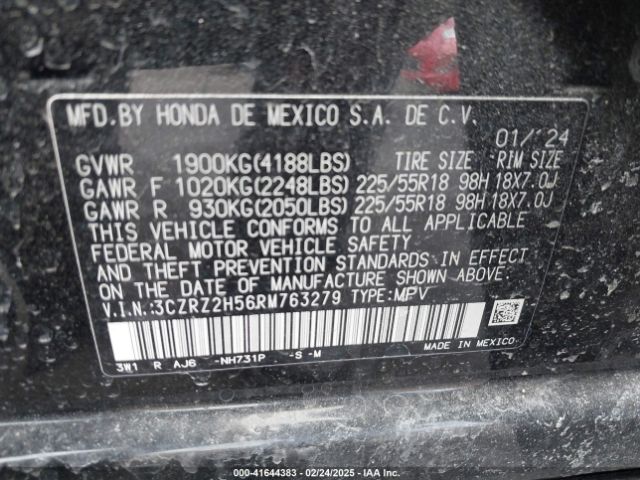 MFD. BY HONDA DE MEXICO S.A. DE C.V.
01/'24
GVWR 1900KG(4188LBS) TIRE SIZE RIM SIZE
GAWR F 1020KG(2248LBS) 225/55R18 98H 18X7.0J
GAWR R 930KG(2050LBS) 225/55R18 98H 18X7.0J
THIS VEHICLE CONFORMS TO ALL APPLICABLE
FEDERAL MOTOR VEHICLE SAFETY
AND THEFT PREVENTION STANDARDS IN EFFECT
ON THE DATE OF MANUFACTURE SHOWN ABOVE.
V.I.N.:3CZRZ2H56RM763279 TYPE:MPV
3W1 R AJ6 -NH731P -S -M
MADE IN MEXICO
000-41644383 - 02/24/2025 - IAA Inc.